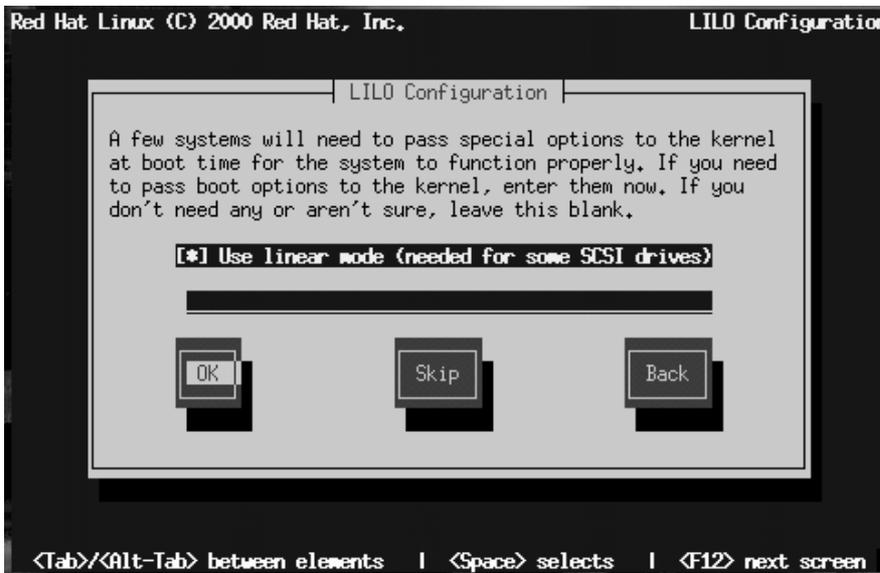 Red Hat Linux (C) 2000 Red Hat, Inc. LILO Configuration
LILO Configuration
A few systems will need to pass special options to the kernel
at boot time for the system to function properly. If you need
to pass boot options to the kernel, enter them now. If you
don't need any or aren't sure, leave this blank.
[*] Use linear mode (needed for some SCSI drives)
OK Skip Back
<Tab>/<Alt-Tab> between elements | <Space> selects | <F12> next screen